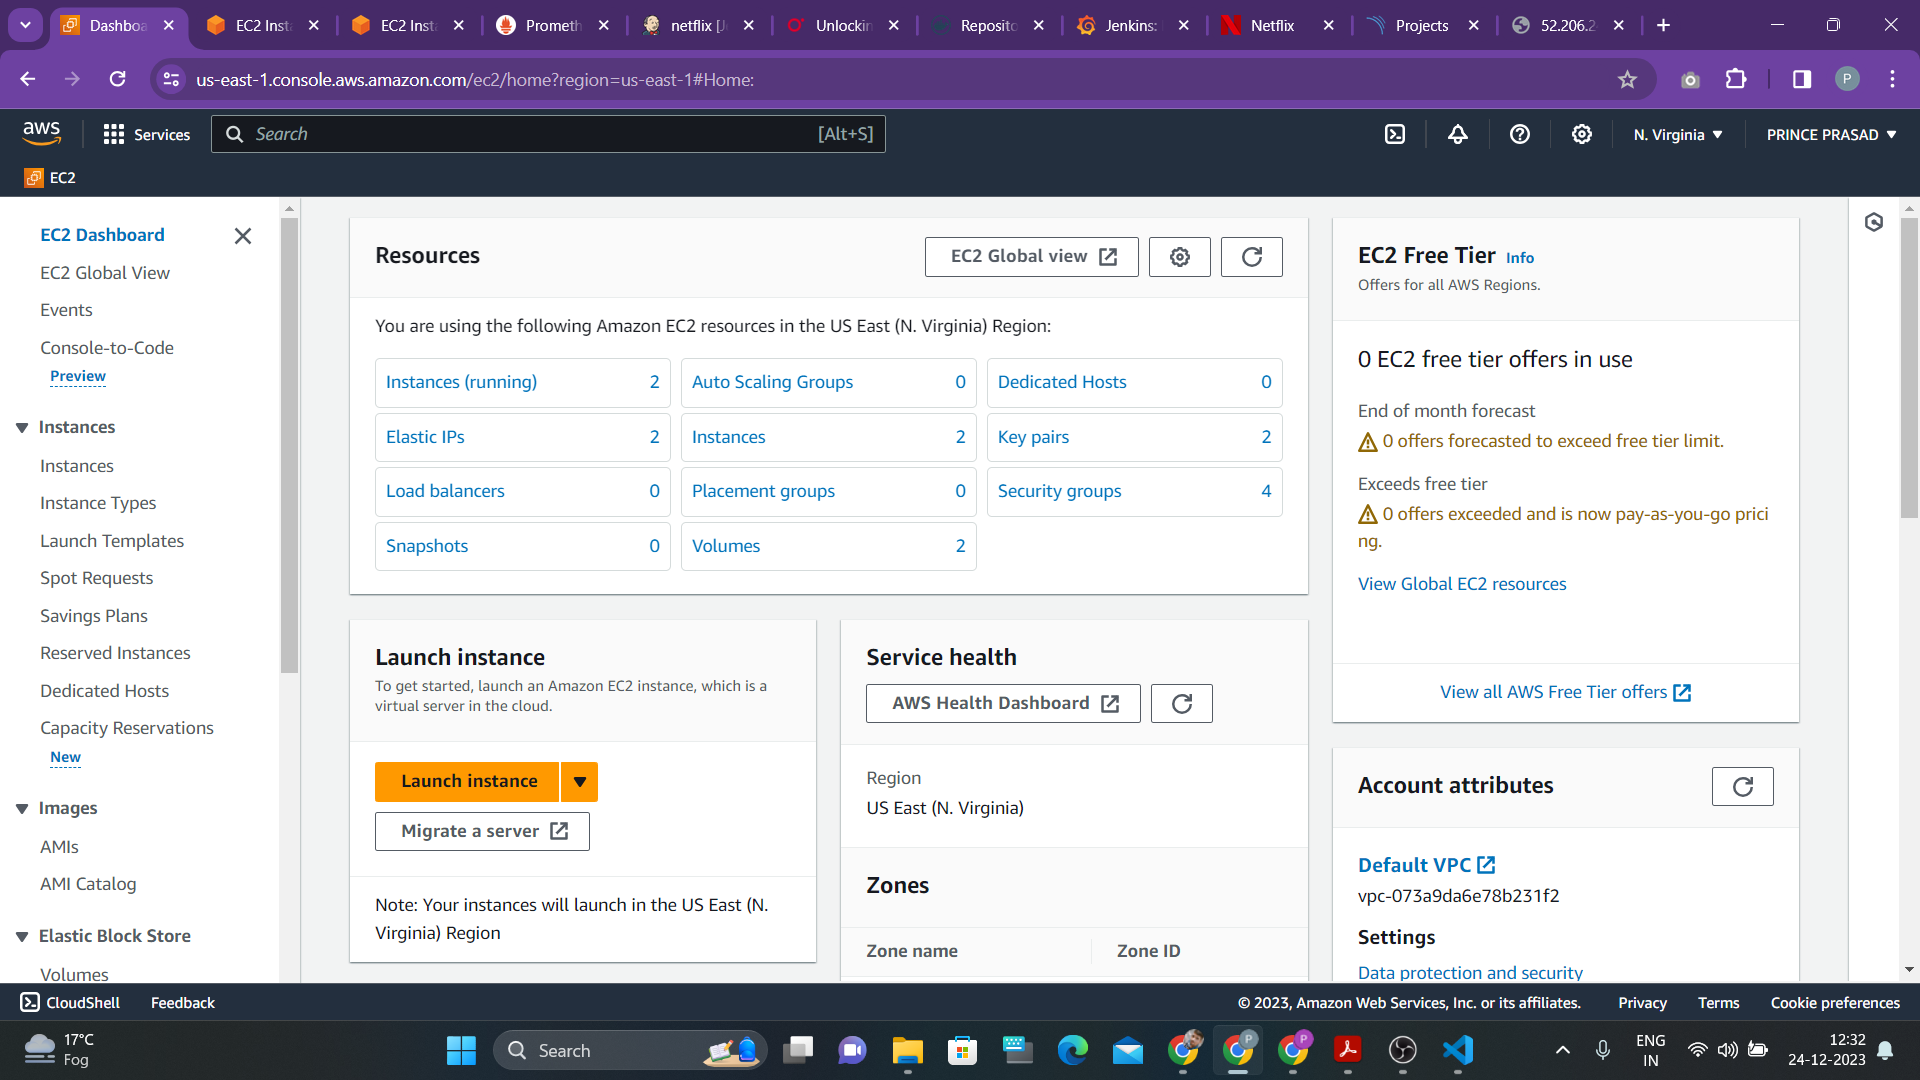 Dashboa
EC2 Inst
EC2 Inst
Prometh
netflix [J
Unlockin
Reposito
Jenkins:
Netflix
Projects
52.206.2
us-east-1.console.aws.amazon.com/ec2/home?region=us-east-1#Home:
P
aws
Services
Search
[Alt+S]
N. Virginia
PRINCE PRASAD
EC2
EC2 Dashboard
EC2 Global View
Events
Console-to-Code
Preview
Instances
Instances
Instance Types
Launch Templates
Spot Requests
Savings Plans
Reserved Instances
Dedicated Hosts
Capacity Reservations
New
Images
AMIs
AMI Catalog
Elastic Block Store
Volumes
Resources
EC2 Global view
You are using the following Amazon EC2 resources in the US East (N. Virginia) Region:
Instances (running) 2
Auto Scaling Groups 0
Dedicated Hosts 0
Elastic IPs 2
Instances 2
Key pairs 2
Load balancers 0
Placement groups 0
Security groups 4
Snapshots 0
Volumes 2
Launch instance
To get started, launch an Amazon EC2 instance, which is a
virtual server in the cloud.
Launch instance
Migrate a server
Note: Your instances will launch in the US East (N.
Virginia) Region
Service health
AWS Health Dashboard
Region
US East (N. Virginia)
Zones
Zone name
Zone ID
EC2 Free Tier Info
Offers for all AWS Regions.
0 EC2 free tier offers in use
End of month forecast
0 offers forecasted to exceed free tier limit.
Exceeds free tier
0 offers exceeded and is now pay-as-you-go prici
ng.
View Global EC2 resources
View all AWS Free Tier offers
Account attributes
Default VPC
vpc-073a9da6e78b231f2
Settings
Data protection and security
CloudShell
Feedback
© 2023, Amazon Web Services, Inc. or its affiliates.
Privacy
Terms
Cookie preferences
17°C
Fog
Search
P
P
ENG
IN
12:32
24-12-2023